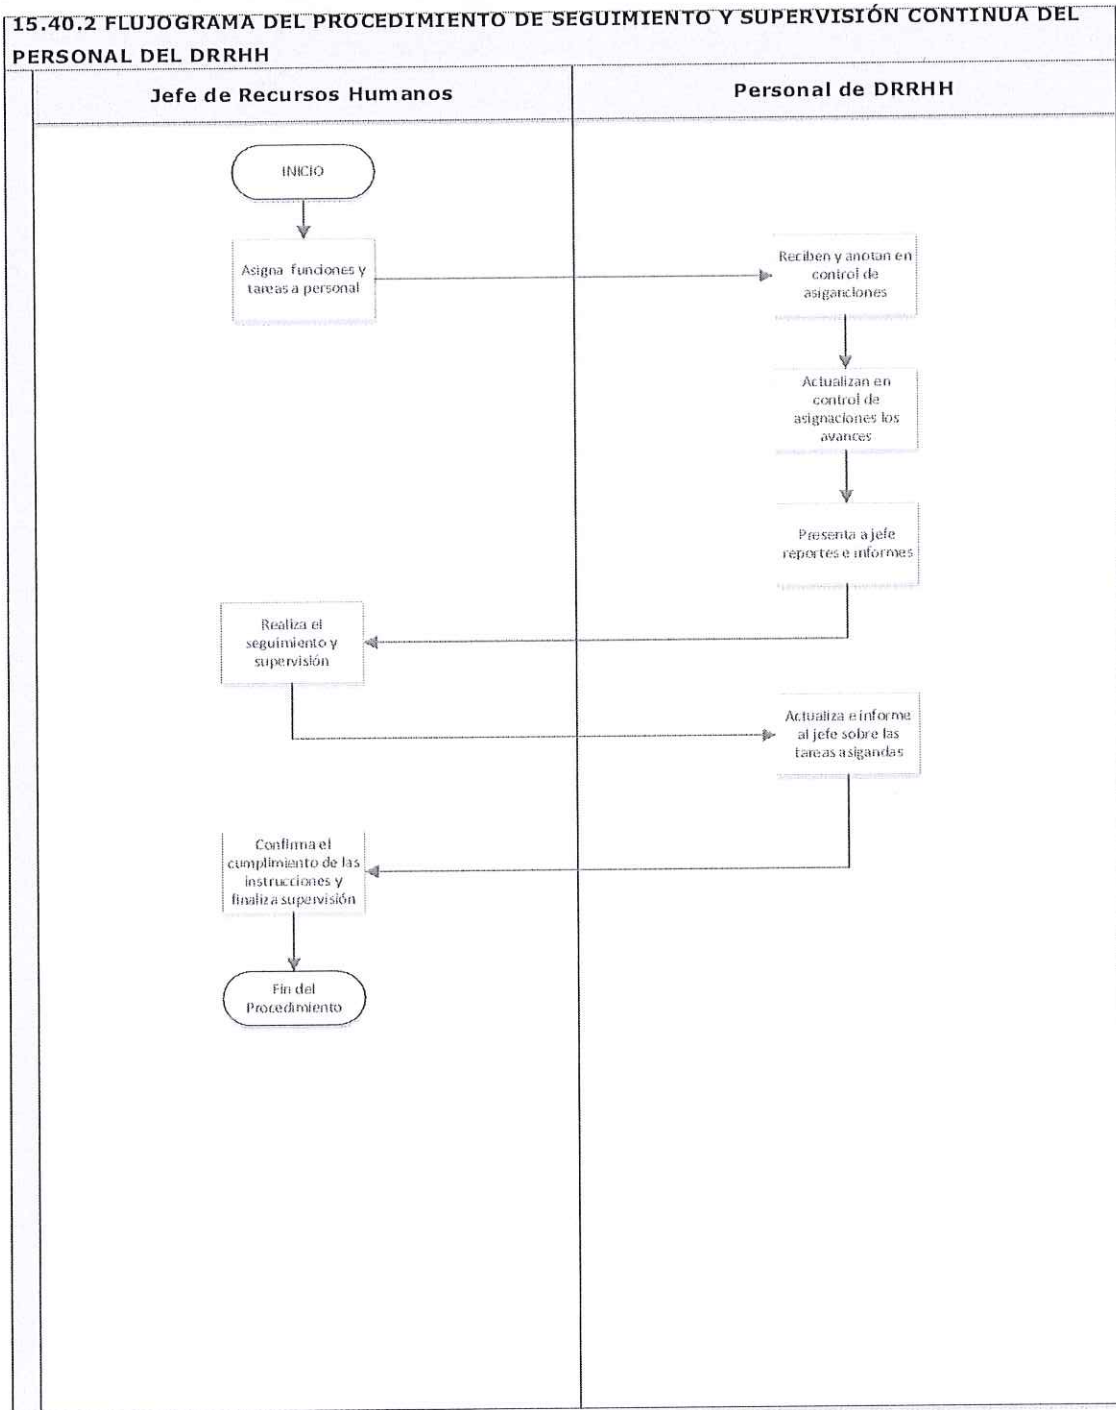 15.40.2 FLUJOGRAMA DEL PROCEDIMIENTO DE SEGUIMIENTO Y SUPERVISIÓN CONTINUA DEL
PERSONAL DEL DRRHH
Jefe de Recursos Humanos
Personal de DRRHH
INICIO
Asigna funciones y
tareas a personal
Reciben y anotan en
control de
asiganciones
Actualizan en
control de
asignaciones los
avances
Presenta a jefe
reportes e informes
Realiza el
seguimiento y
supervisión
Actualiza e informe
al jefe sobre las
tareas asigandas
Confirma el
cumplimiento de las
instrucciones y
finaliza supervisión
Fin del
Procedimiento